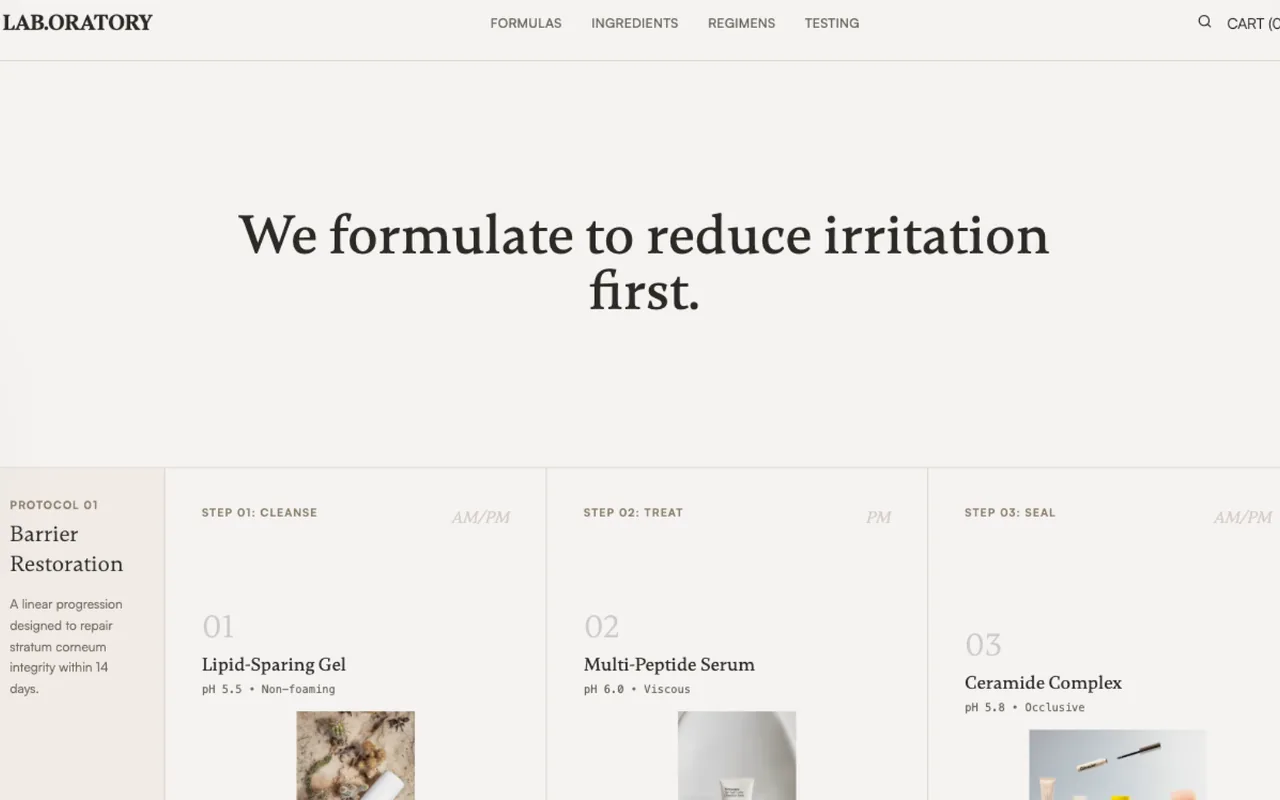 LAB.ORATORY
FORMULAS
INGREDIENTS
REGIMENS
TESTING
CART (0
We formulate to reduce irritation
first.
PROTOCOL 01
Barrier
Restoration
A linear progression
designed to repair
stratum corneum
integrity within 14
days.
STEP 01: CLEANSE
AM/PM
01
Lipid-Sparing Gel
pH 5.5 • Non-foaming
STEP 02: TREAT
PM
02
Multi-Peptide Serum
pH 6.0 • Viscous
STEP 03: SEAL
AM/PM
03
Ceramide Complex
pH 5.8 • Occlusive